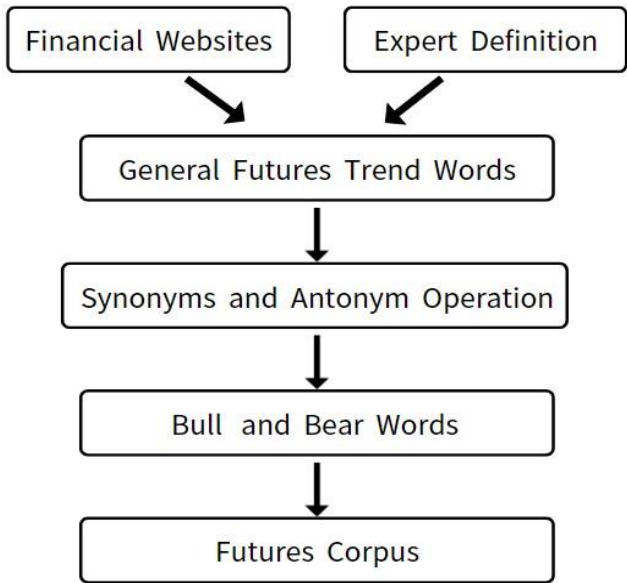 Financial Websites
Expert Definition
General Futures Trend Words
Synonyms and Antonym Operation
Bull and Bear Words
Futures Corpus